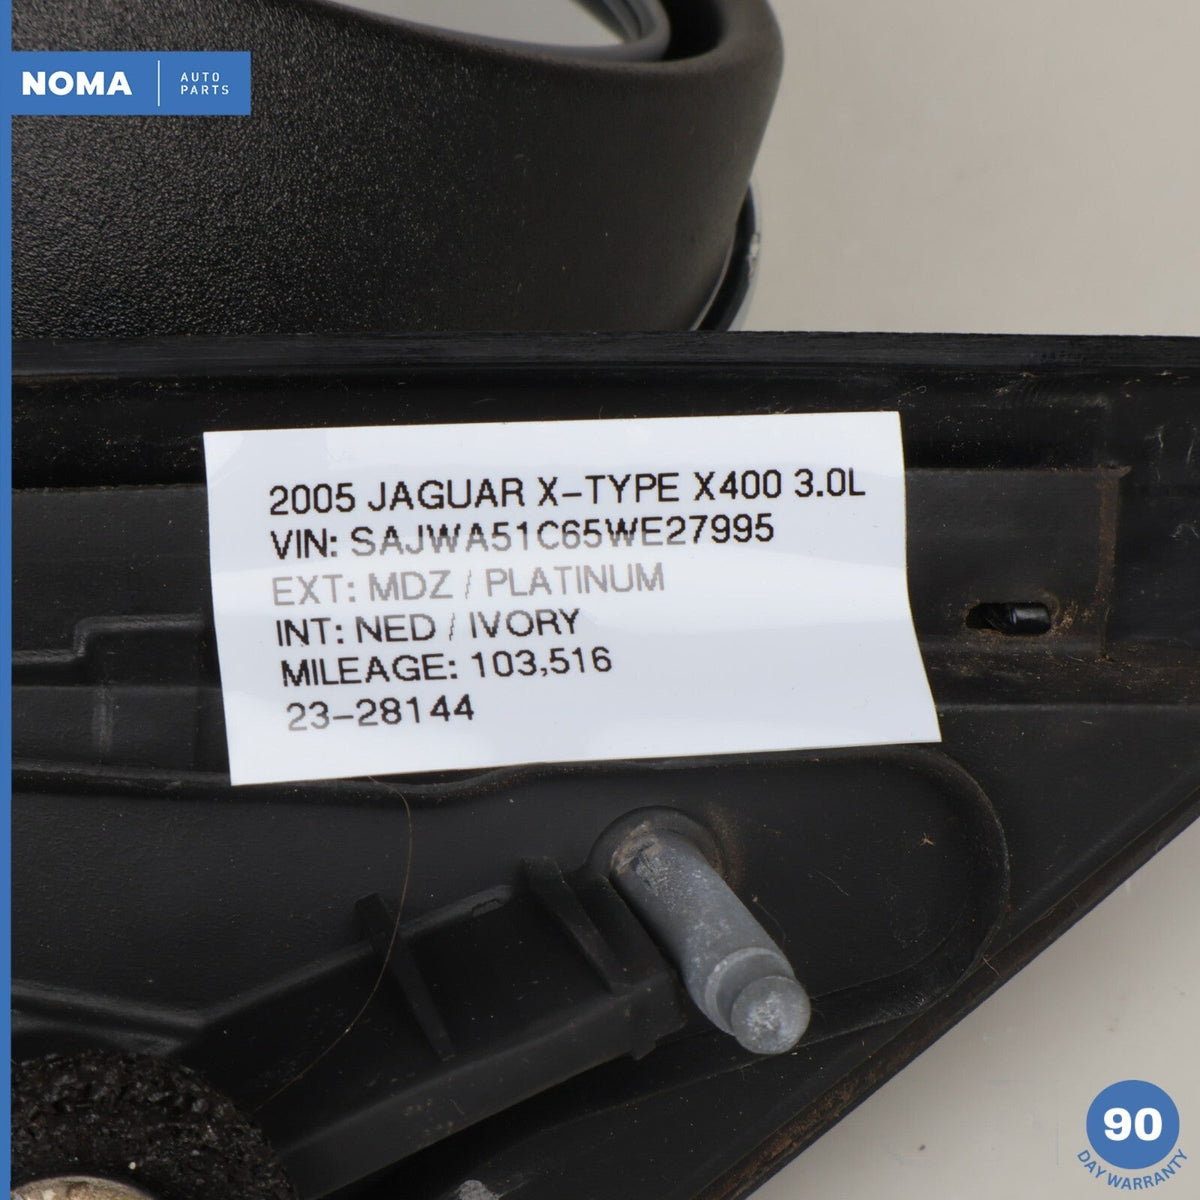 NOMA AUTO PARTS
2005 JAGUAR X-TYPE X400 3.0L
VIN: SAJWA51C65WE27995
EXT: MDZ / PLATINUM
INT: NED / IVORY
MILEAGE: 103,516
23-28144
90
DAY WARRANTY